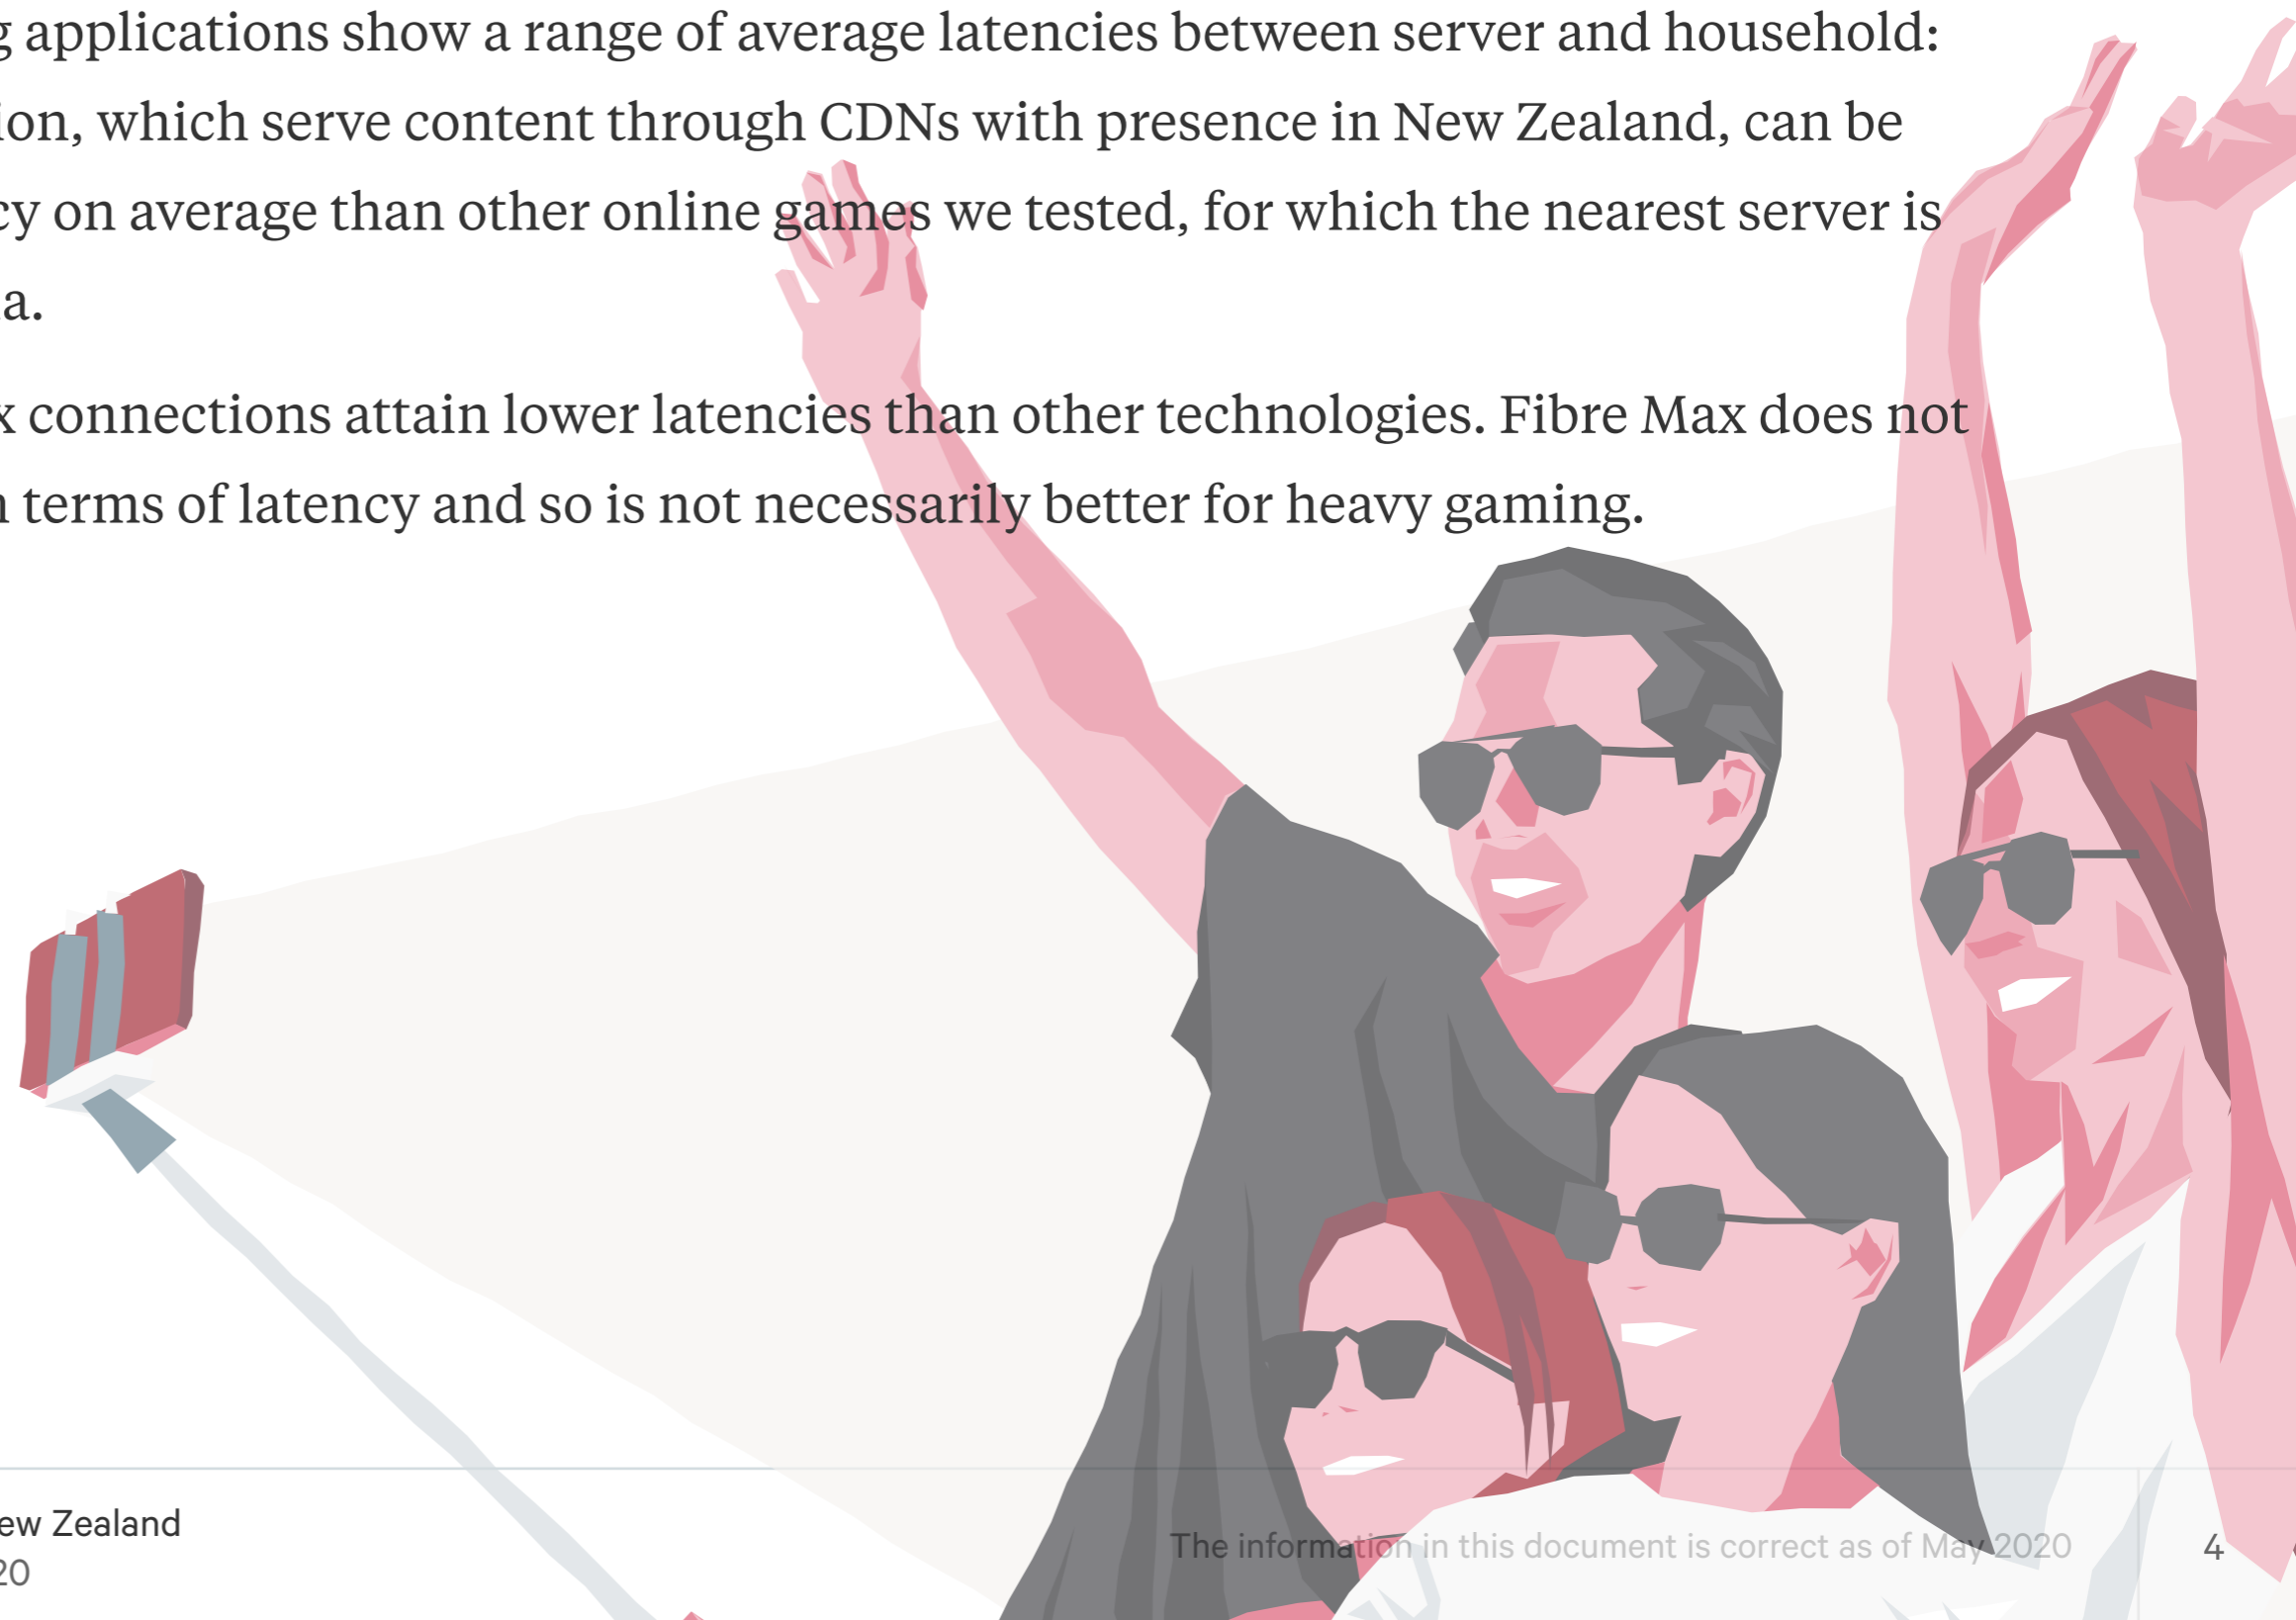 applications show a range of average latencies between server and household:
ion, which serve content through CDNs with presence in New Zealand, can be
cy on average than other online games we tested, for which the nearest server is
a.
x connections attain lower latencies than other technologies. Fibre Max does not
terms of latency and so is not necessarily better for heavy gaming.
ew Zealand
20
The information in this document is correct as of May 2020
4